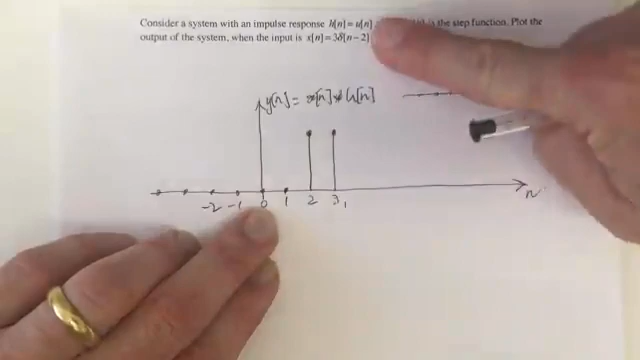 Consider a system with an impulse response h[n] = u[n] is the step function. Plot the
output of the system, when the input is x[n] = 3δ[n−2]
y[n] = x[n] * h[n]
-2 -1 0 1 2 3 n